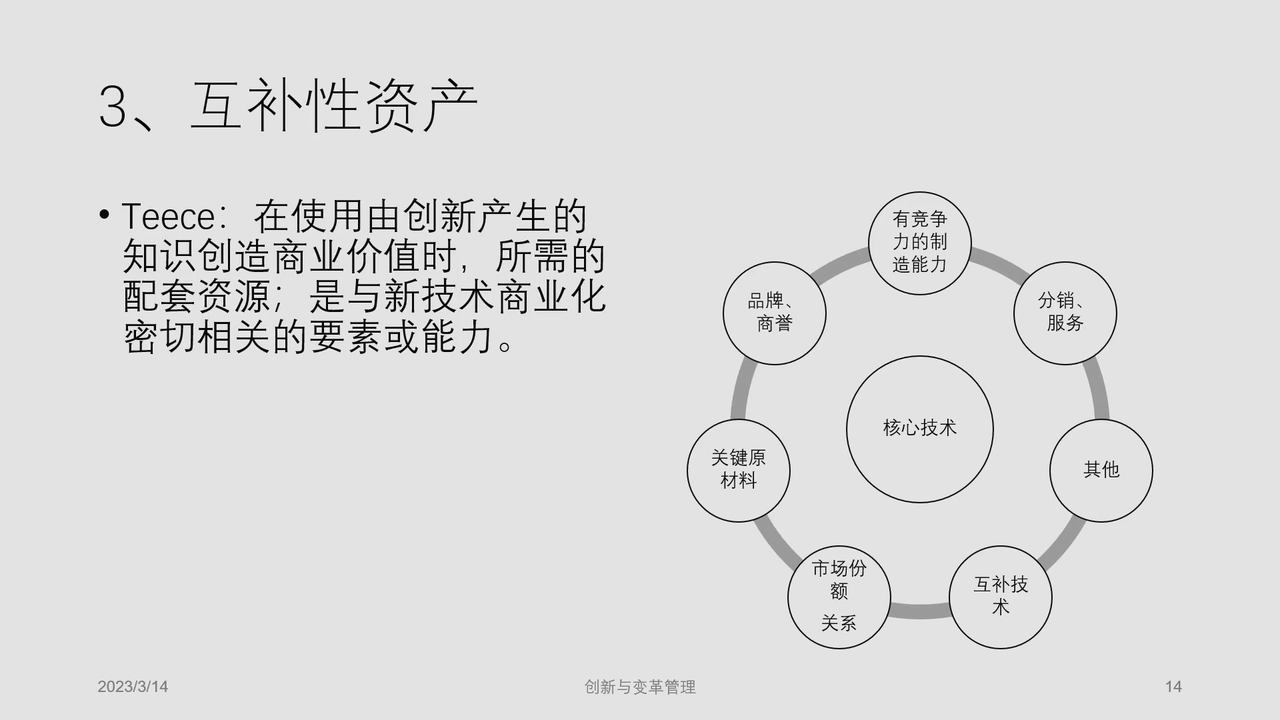 3、互补性资产
• Teece：在使用由创新产生的
知识创造商业价值时，所需的
配套资源；是与新技术商业化
密切相关的要素或能力。
有竞争
力的制
造能力
分销、
服务
其他
互补技
术
市场份
额
关系
关键原
材料
品牌、
商誉
核心技术
2023/3/14
创新与变革管理
14